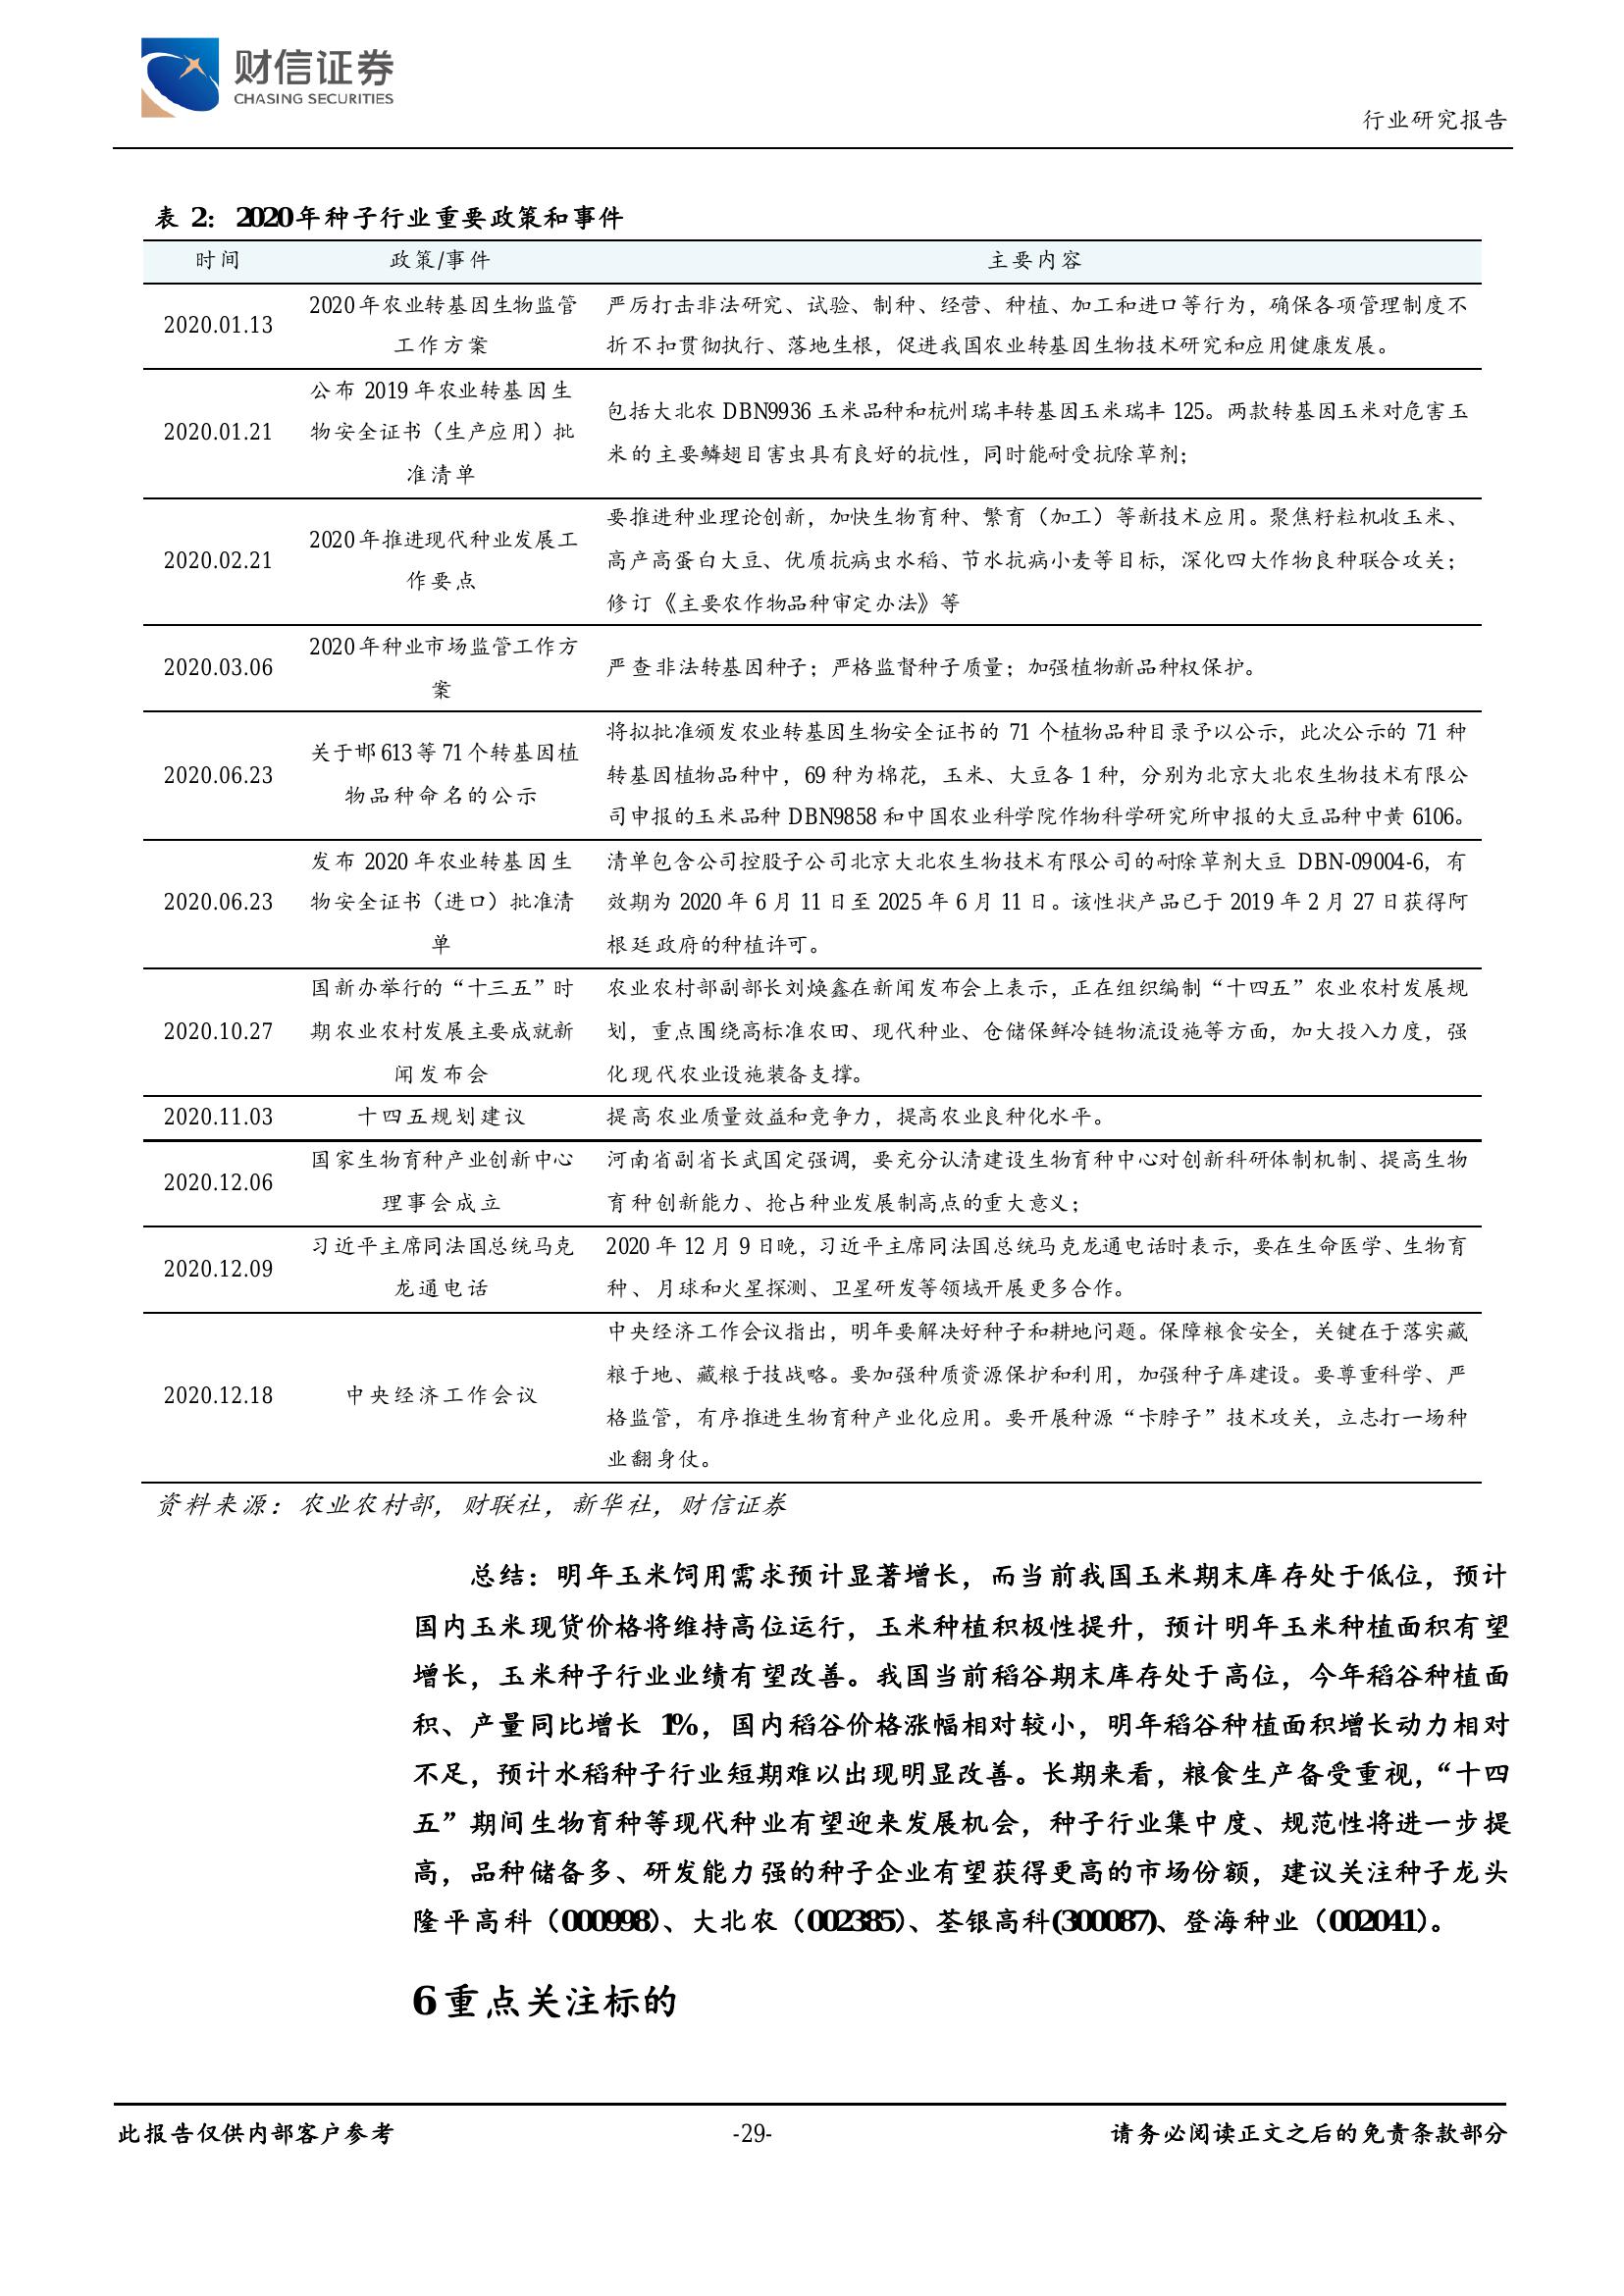 财信证券
CHASING SECURITIES
行业研究报告
表 2：2020年种子行业重要政策和事件
时间 政策/事件 主要内容
2020.01.13
2020年农业转基因生物监管
工作方案
严厉打击非法研究、试验、制种、经营、种植、加工和进口等行为，确保各项管理制度不
折不扣贯彻执行、落地生根，促进我国农业转基因生物技术研究和应用健康发展。
2020.01.21
公布 2019 年农业转基因生
物安全证书（生产应用）批
准清单
包括大北农 DBN9936 玉米品种和杭州瑞丰转基因玉米瑞丰 125。两款转基因玉米对危害玉
米的主要鳞翅目害虫具有良好的抗性，同时能耐受抗除草剂；
2020.02.21
2020年推进现代种业发展工
作要点
要推进种业理论创新，加快生物育种、繁育（加工）等新技术应用。聚焦籽粒机收玉米、
高产高蛋白大豆、优质抗病虫水稻、节水抗病小麦等目标，深化四大作物良种联合攻关；
修订《主要农作物品种审定办法》等
2020.03.06
2020年种业市场监管工作方
案
严查非法转基因种子；严格监督种子质量；加强植物新品种权保护。
2020.06.23
关于邯613等71个转基因植
物品种命名的公示
将拟批准颁发农业转基因生物安全证书的 71 个植物品种目录予以公示，此次公示的 71 种
转基因植物品种中，69 种为棉花，玉米、大豆各 1 种，分别为北京大北农生物技术有限公
司申报的玉米品种 DBN9858 和中国农业科学院作物科学研究所申报的大豆品种中黄 6106。
2020.06.23
发布 2020 年农业转基因生
物安全证书（进口）批准清
单
清单包含公司控股子公司北京大北农生物技术有限公司的耐除草剂大豆 DBN-09004-6，有
效期为 2020 年 6 月 11 日至 2025 年 6 月 11 日。该性状产品已于 2019 年 2 月 27 日获得阿
根廷政府的种植许可。
2020.10.27
国新办举行的“十三五”时
期农业农村发展主要成就新
闻发布会
农业农村部副部长刘焕鑫在新闻发布会上表示，正在组织编制“十四五”农业农村发展规
划，重点围绕高标准农田、现代种业、仓储保鲜冷链物流设施等方面，加大投入力度，强
化现代农业设施装备支撑。
2020.11.03 十四五规划建议 提高农业质量效益和竞争力，提高农业良种化水平。
2020.12.06
国家生物育种产业创新中心
理事会成立
河南省副省长武国定强调，要充分认清建设生物育种中心对创新科研体制机制、提高生物
育种创新能力、抢占种业发展制高点的重大意义；
2020.12.09
习近平主席同法国总统马克
龙通电话
2020 年 12 月 9 日晚，习近平主席同法国总统马克龙通电话时表示，要在生命医学、生物育
种、月球和火星探测、卫星研发等领域开展更多合作。
2020.12.18
中央经济工作会议
中央经济工作会议指出，明年要解决好种子和耕地问题。保障粮食安全，关键在于落实藏
粮于地、藏粮于技战略。要加强种质资源保护和利用，加强种子库建设。要尊重科学、严
格监管，有序推进生物育种产业化应用。要开展种源“卡脖子”技术攻关，立志打一场种
业翻身仗。
资料来源：农业农村部，财联社，新华社，财信证券
总结：明年玉米饲用需求预计显著增长，而当前我国玉米期末库存处于低位，预计
国内玉米现货价格将维持高位运行，玉米种植积极性提升，预计明年玉米种植面积有望
增长，玉米种子行业业绩有望改善。我国当前稻谷期末库存处于高位，今年稻谷种植面
积、产量同比增长 1%，国内稻谷价格涨幅相对较小，明年稻谷种植面积增长动力相对
不足，预计水稻种子行业短期难以出现明显改善。长期来看，粮食生产备受重视，“十四
五”期间生物育种等现代种业有望迎来发展机会，种子行业集中度、规范性将进一步提
高，品种储备多、研发能力强的种子企业有望获得更高的市场份额，建议关注种子龙头
隆平高科（000998）、大北农（002385）、荃银高科(300087)、登海种业（002041）。
6 重点关注标的
此报告仅供内部客户参考 -29- 请务必阅读正文之后的免责条款部分